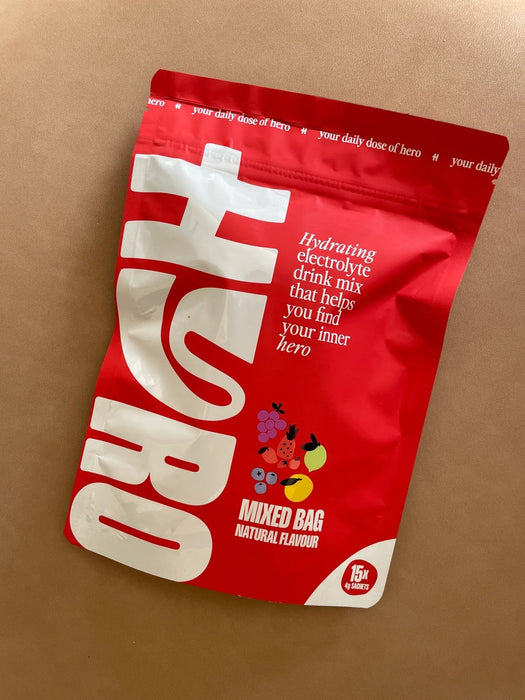 hero H your daily dose of hero H your daily dose of hero H your daily
HERO
Hydrating
electrolyte
drink mix
that helps
you find
your inner
hero
MIXED BAG
NATURAL FLAVOUR
15x
4g SACHETS